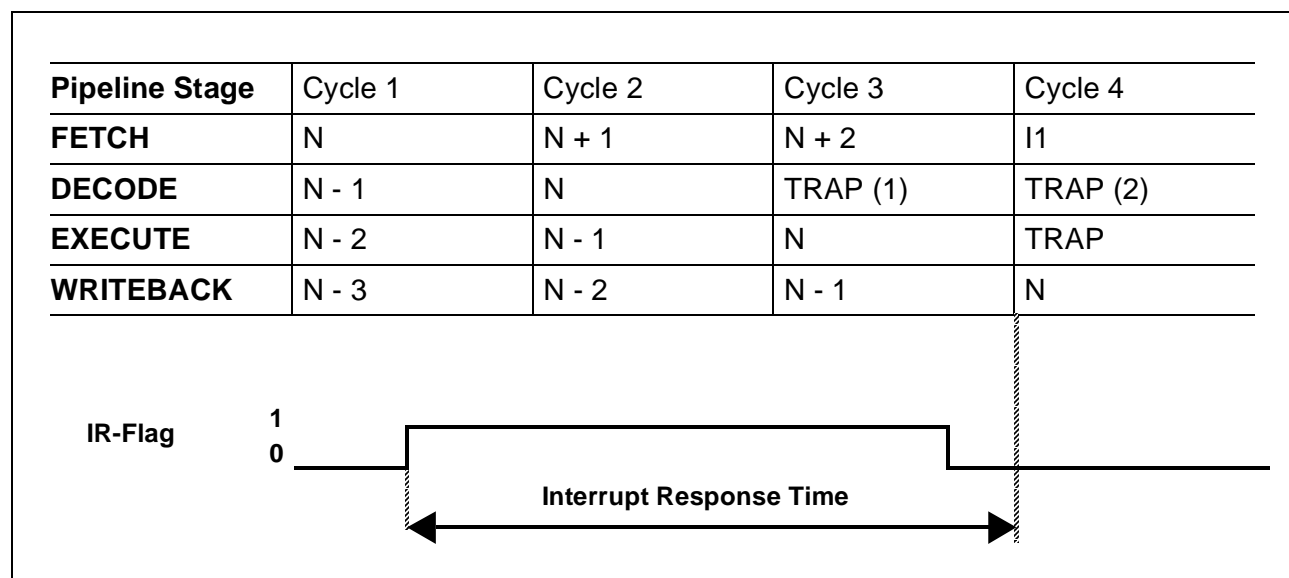 Pipeline Stage Cycle 1 Cycle 2 Cycle 3 Cycle 4
FETCH N N + 1 N + 2 I1
DECODE N - 1 N TRAP (1) TRAP (2)
EXECUTE N - 2 N - 1 N TRAP
WRITEBACK N - 3 N - 2 N - 1 N
1
IR-Flag
0
Interrupt Response Time